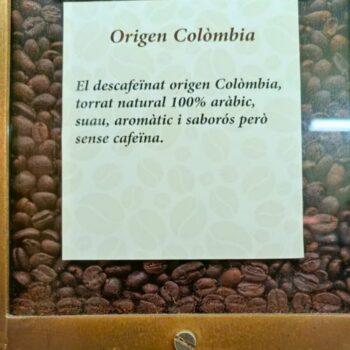 Origen Colòmbia
El descafeïnat origen Colòmbia,
torrat natural 100% aràbic,
suau, aromàtic i saborós però
sense cafeïna.